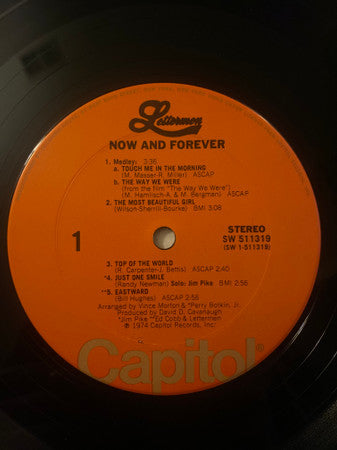 Lettermen
NOW AND FOREVER
1. Medley: 3:36
a. TOUCH ME IN THE MORNING
(M. Masser-R. Miller) ASCAP
b. THE WAY WE WERE
(from the film "The Way We Were")
(M. Hamlisch-A. & M. Bergman) ASCAP
2. THE MOST BEAUTIFUL GIRL
(Wilson-Sherrill-Bourke) BMI 3:08
1
STEREO
SW 511319
(SW 1-511319)
3. TOP OF THE WORLD
(R. Carpenter-J. Bettis) ASCAP 2:40
*4. JUST ONE SMILE
(Randy Newman) Solo: Jim Pike BMI 2:56
**5. EASTWARD
(Bill Hughes) ASCAP 2:55
Arranged by Vince Morton & *Perry Botkin, Jr.
Produced by David D. Cavanaugh
*Jim Pike **Ed Cobb & Lettermen
℗ 1974 Capitol Records, Inc.
Capitol®